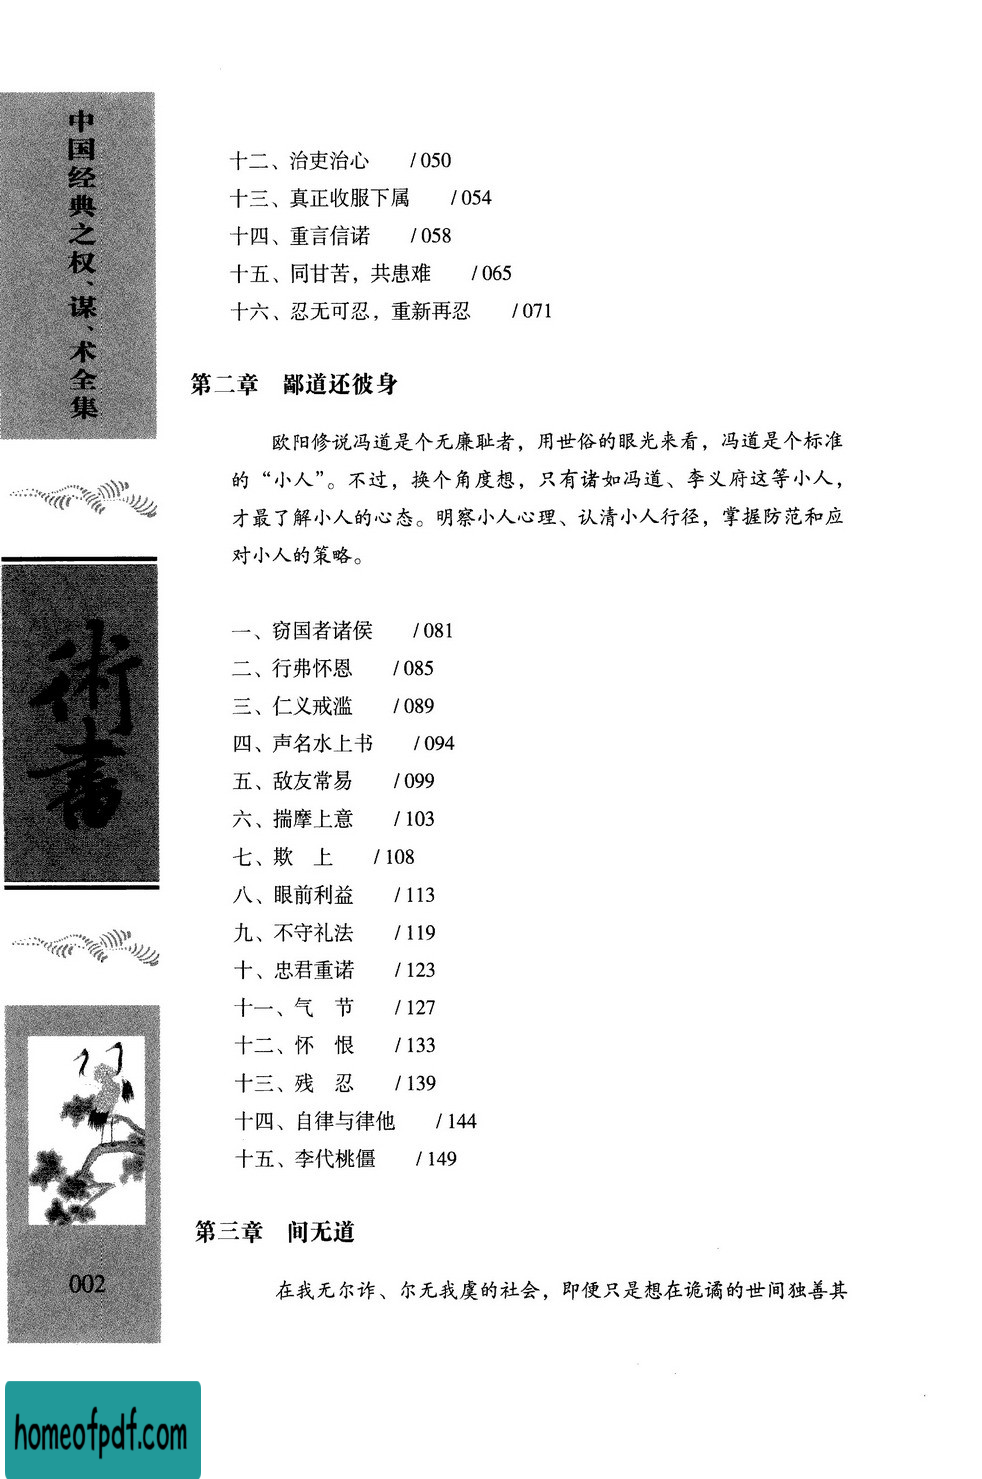 中国经典之权、谋、术全集
十二、治吏治心 / 050
十三、真正收服下属 / 054
十四、重言信诺 / 058
十五、同甘苦，共患难 / 065
十六、忍无可忍，重新再忍 / 071
第二章 鄙道还彼身
欧阳修说冯道是个无廉耻者，用世俗的眼光来看，冯道是个标准
的“小人”。不过，换个角度想，只有诸如冯道、李义府这等小人，
才最了解小人的心态。明察小人心理、认清小人行径，掌握防范和应
对小人的策略。
一、窃国者诸侯 / 081
二、行弗怀恩 / 085
三、仁义戒滥 / 089
四、声名水上书 / 094
五、敌友常易 / 099
六、揣摩上意 / 103
七、欺 上 / 108
八、眼前利益 / 113
九、不守礼法 / 119
十、忠君重诺 / 123
十一、气 节 / 127
十二、怀 恨 / 133
十三、残 忍 / 139
十四、自律与律他 / 144
十五、李代桃僵 / 149
第三章 间无道
在我无尔诈、尔无我虞的社会，即便只是想在诡谲的世间独善其
術書
002
homeofpdf.com